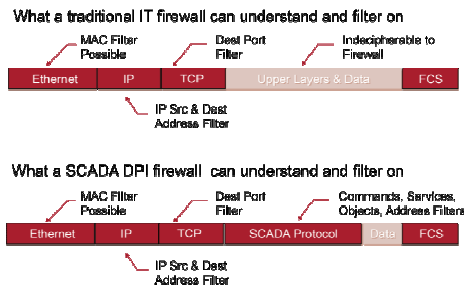 What a traditional IT firewall can understand and filter on
MAC Filter Possible
Dest Port Filter
Indecipherable to Firewall
Ethernet IP TCP Upper Layers & Data FCS
IP Src & Dest Address Filter
What a SCADA DPI firewall can understand and filter on
MAC Filter Possible
Dest Port Filter
Commands, Services, Objects, Address Filters
Ethernet IP TCP SCADA Protocol Data FCS
IP Src & Dest Address Filter